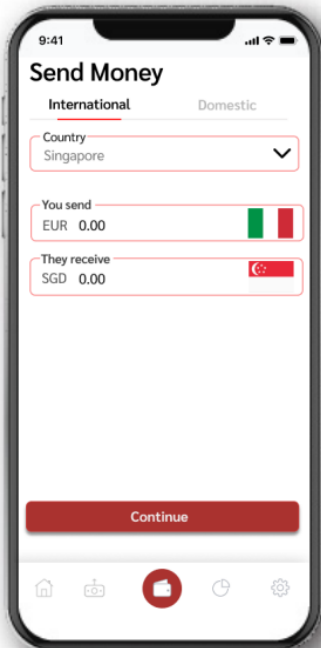 9:41
Send Money
International Domestic
Country
Singapore
You send
EUR 0.00
They receive
SGD 0.00
Continue